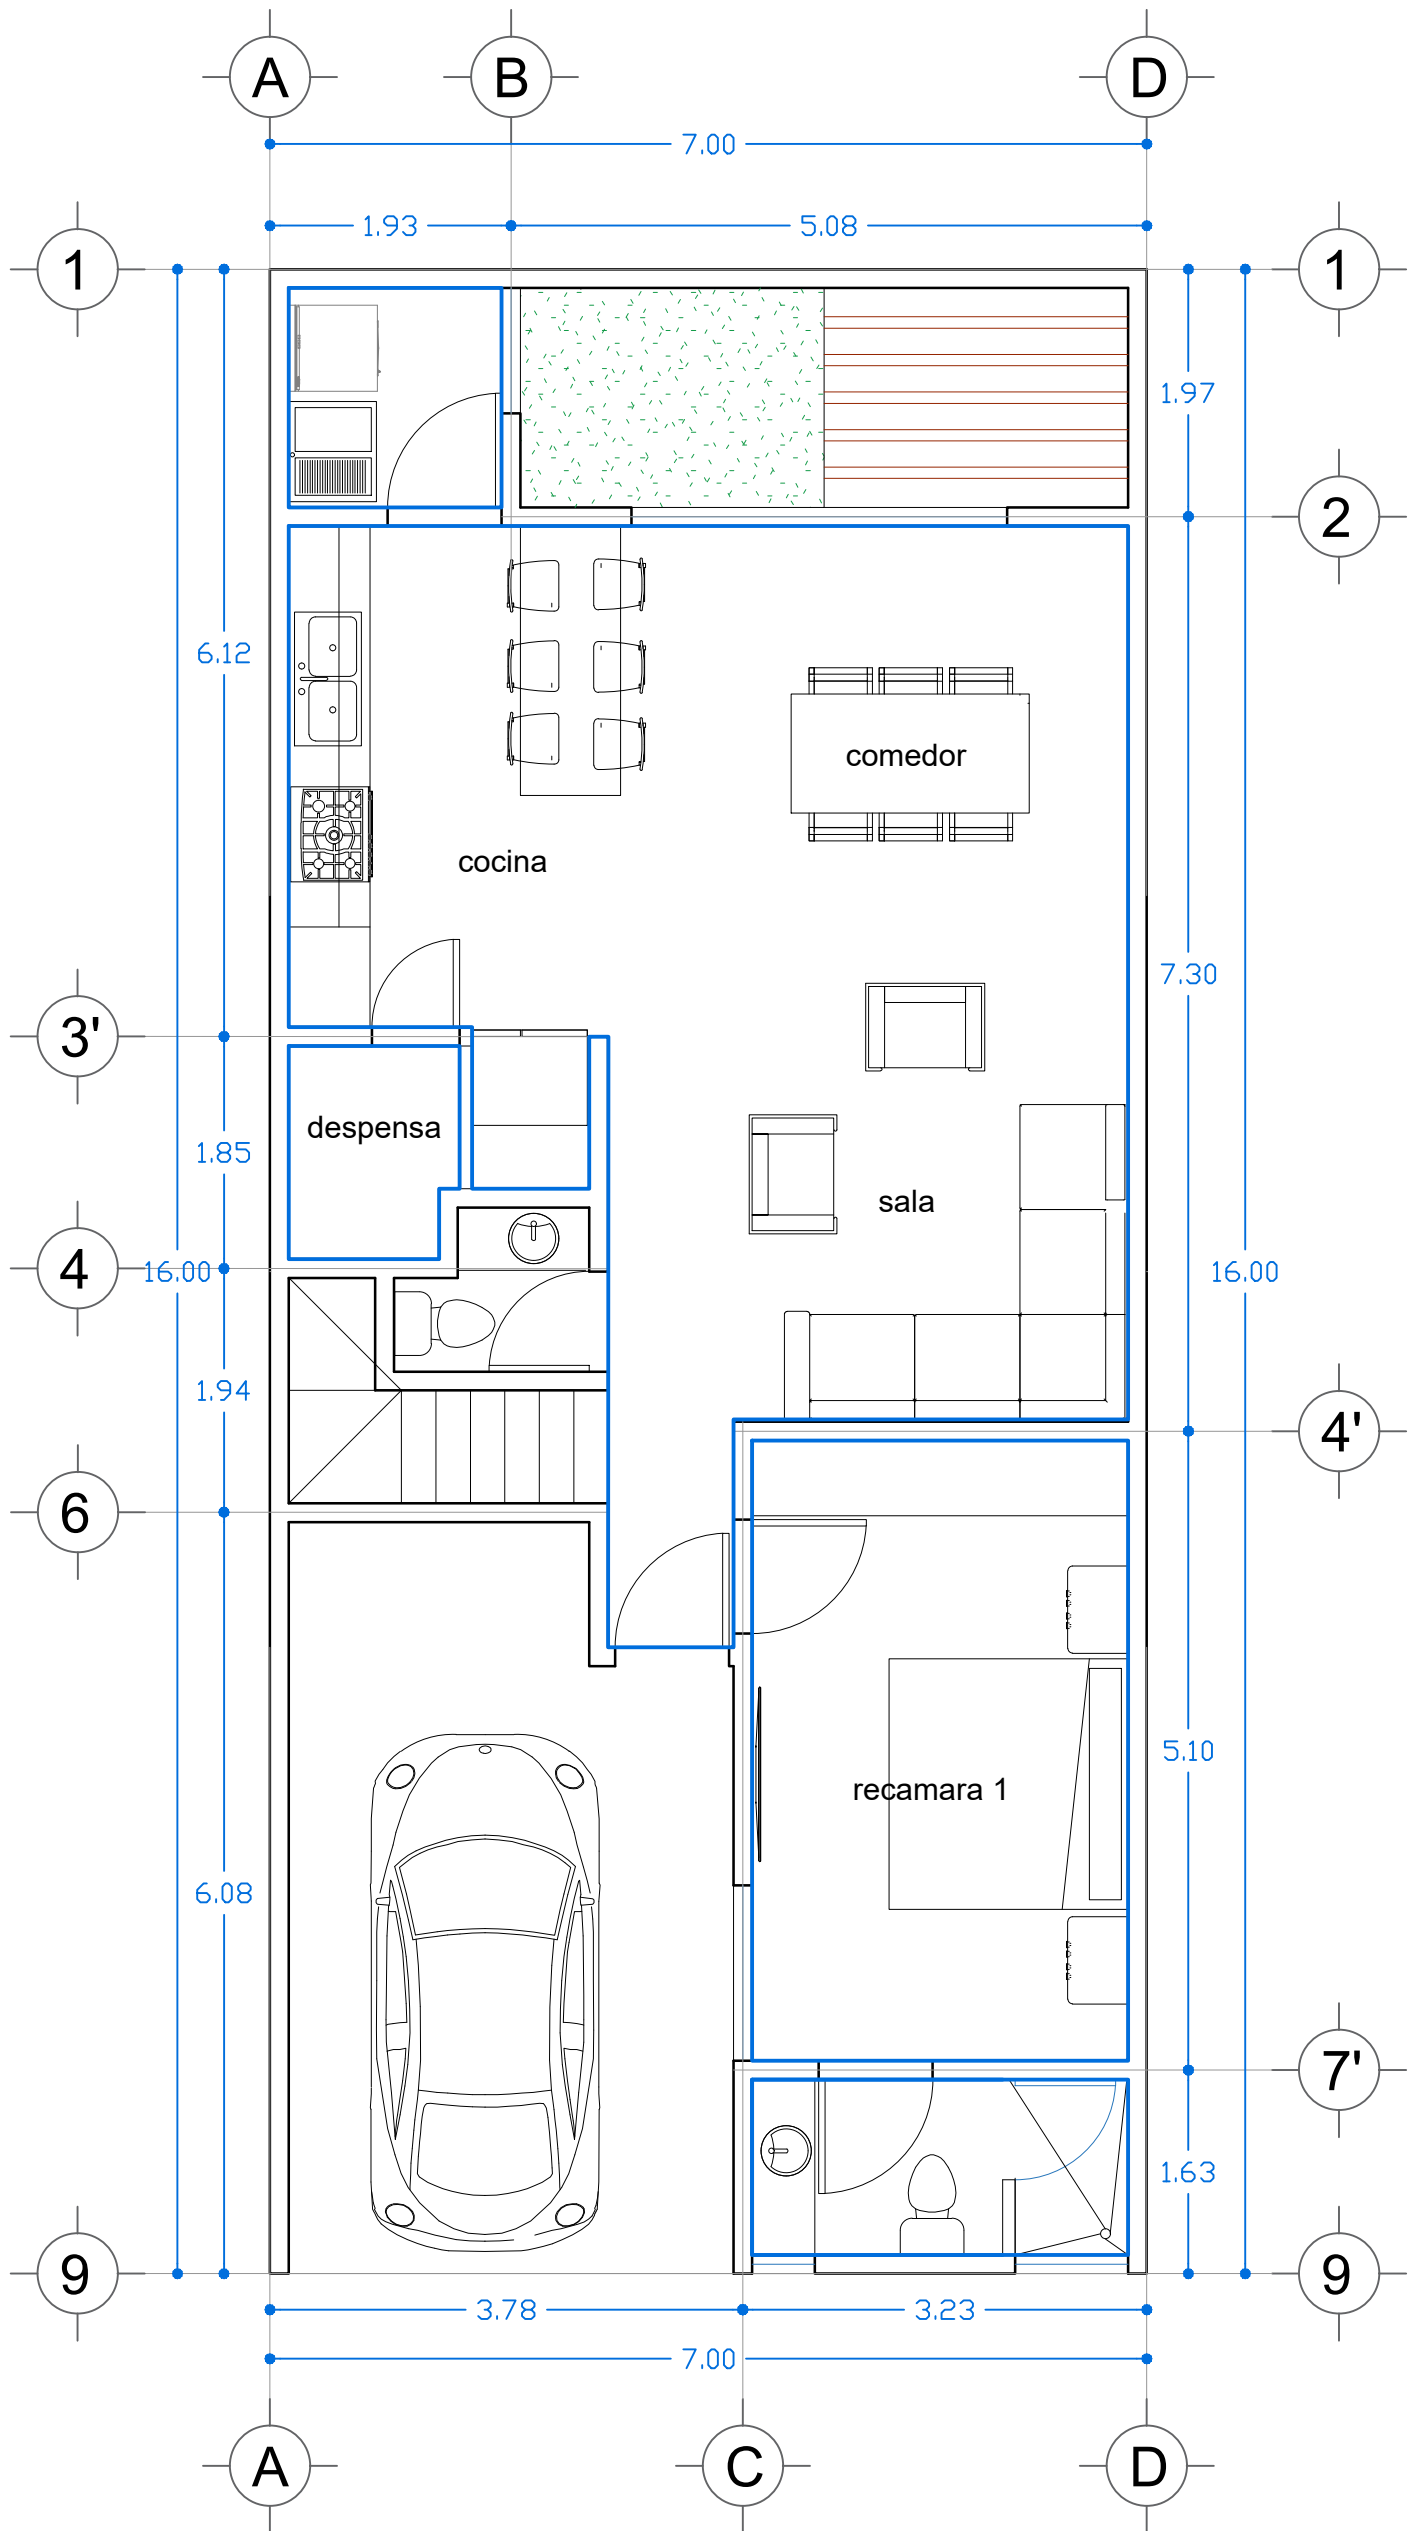 A B D
7.00
1.93 5.08
1 1
1.97
2
6.12
comedor
cocina
7.30
3'
despensa
1.85
sala
4 16.00 16.00
1.94
4'
6
5.10
recamara 1
6.08
7'
1.63
9 9
3.78 3.23
7.00
A C D